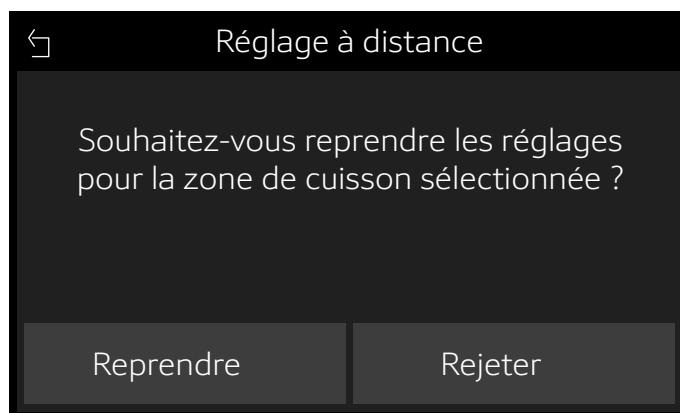 Réglage à distance
Souhaitez-vous reprendre les réglages
pour la zone de cuisson sélectionnée ?
Reprendre
Rejeter